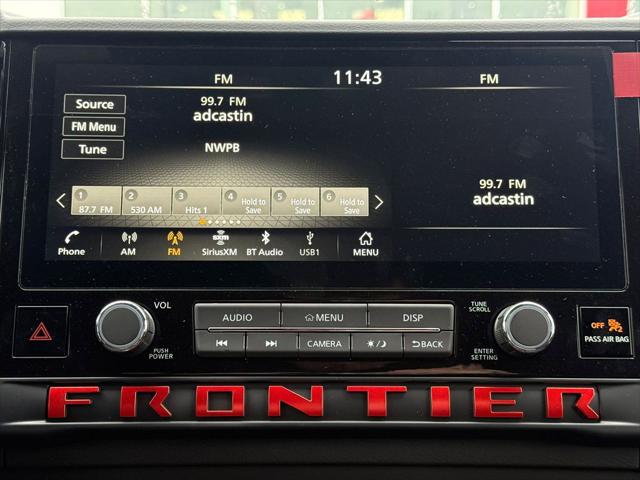 FM 11:43 FM
Source
FM Menu
Tune
99.7 FM
adcastin
NWPB
99.7 FM
adcastin
1 2 3 4 5 6
87.7 FM 530 AM Hits 1 Hold to Save Hold to Save Hold to Save
Phone AM FM SiriusXM BT Audio USB1 MENU
sxm
VOL
PUSH
POWER
AUDIO MENU DISP
CAMERA BACK
TUNE
SCROLL
ENTER
SETTING
OFF 2
PASS AIR BAG
FRONTIER